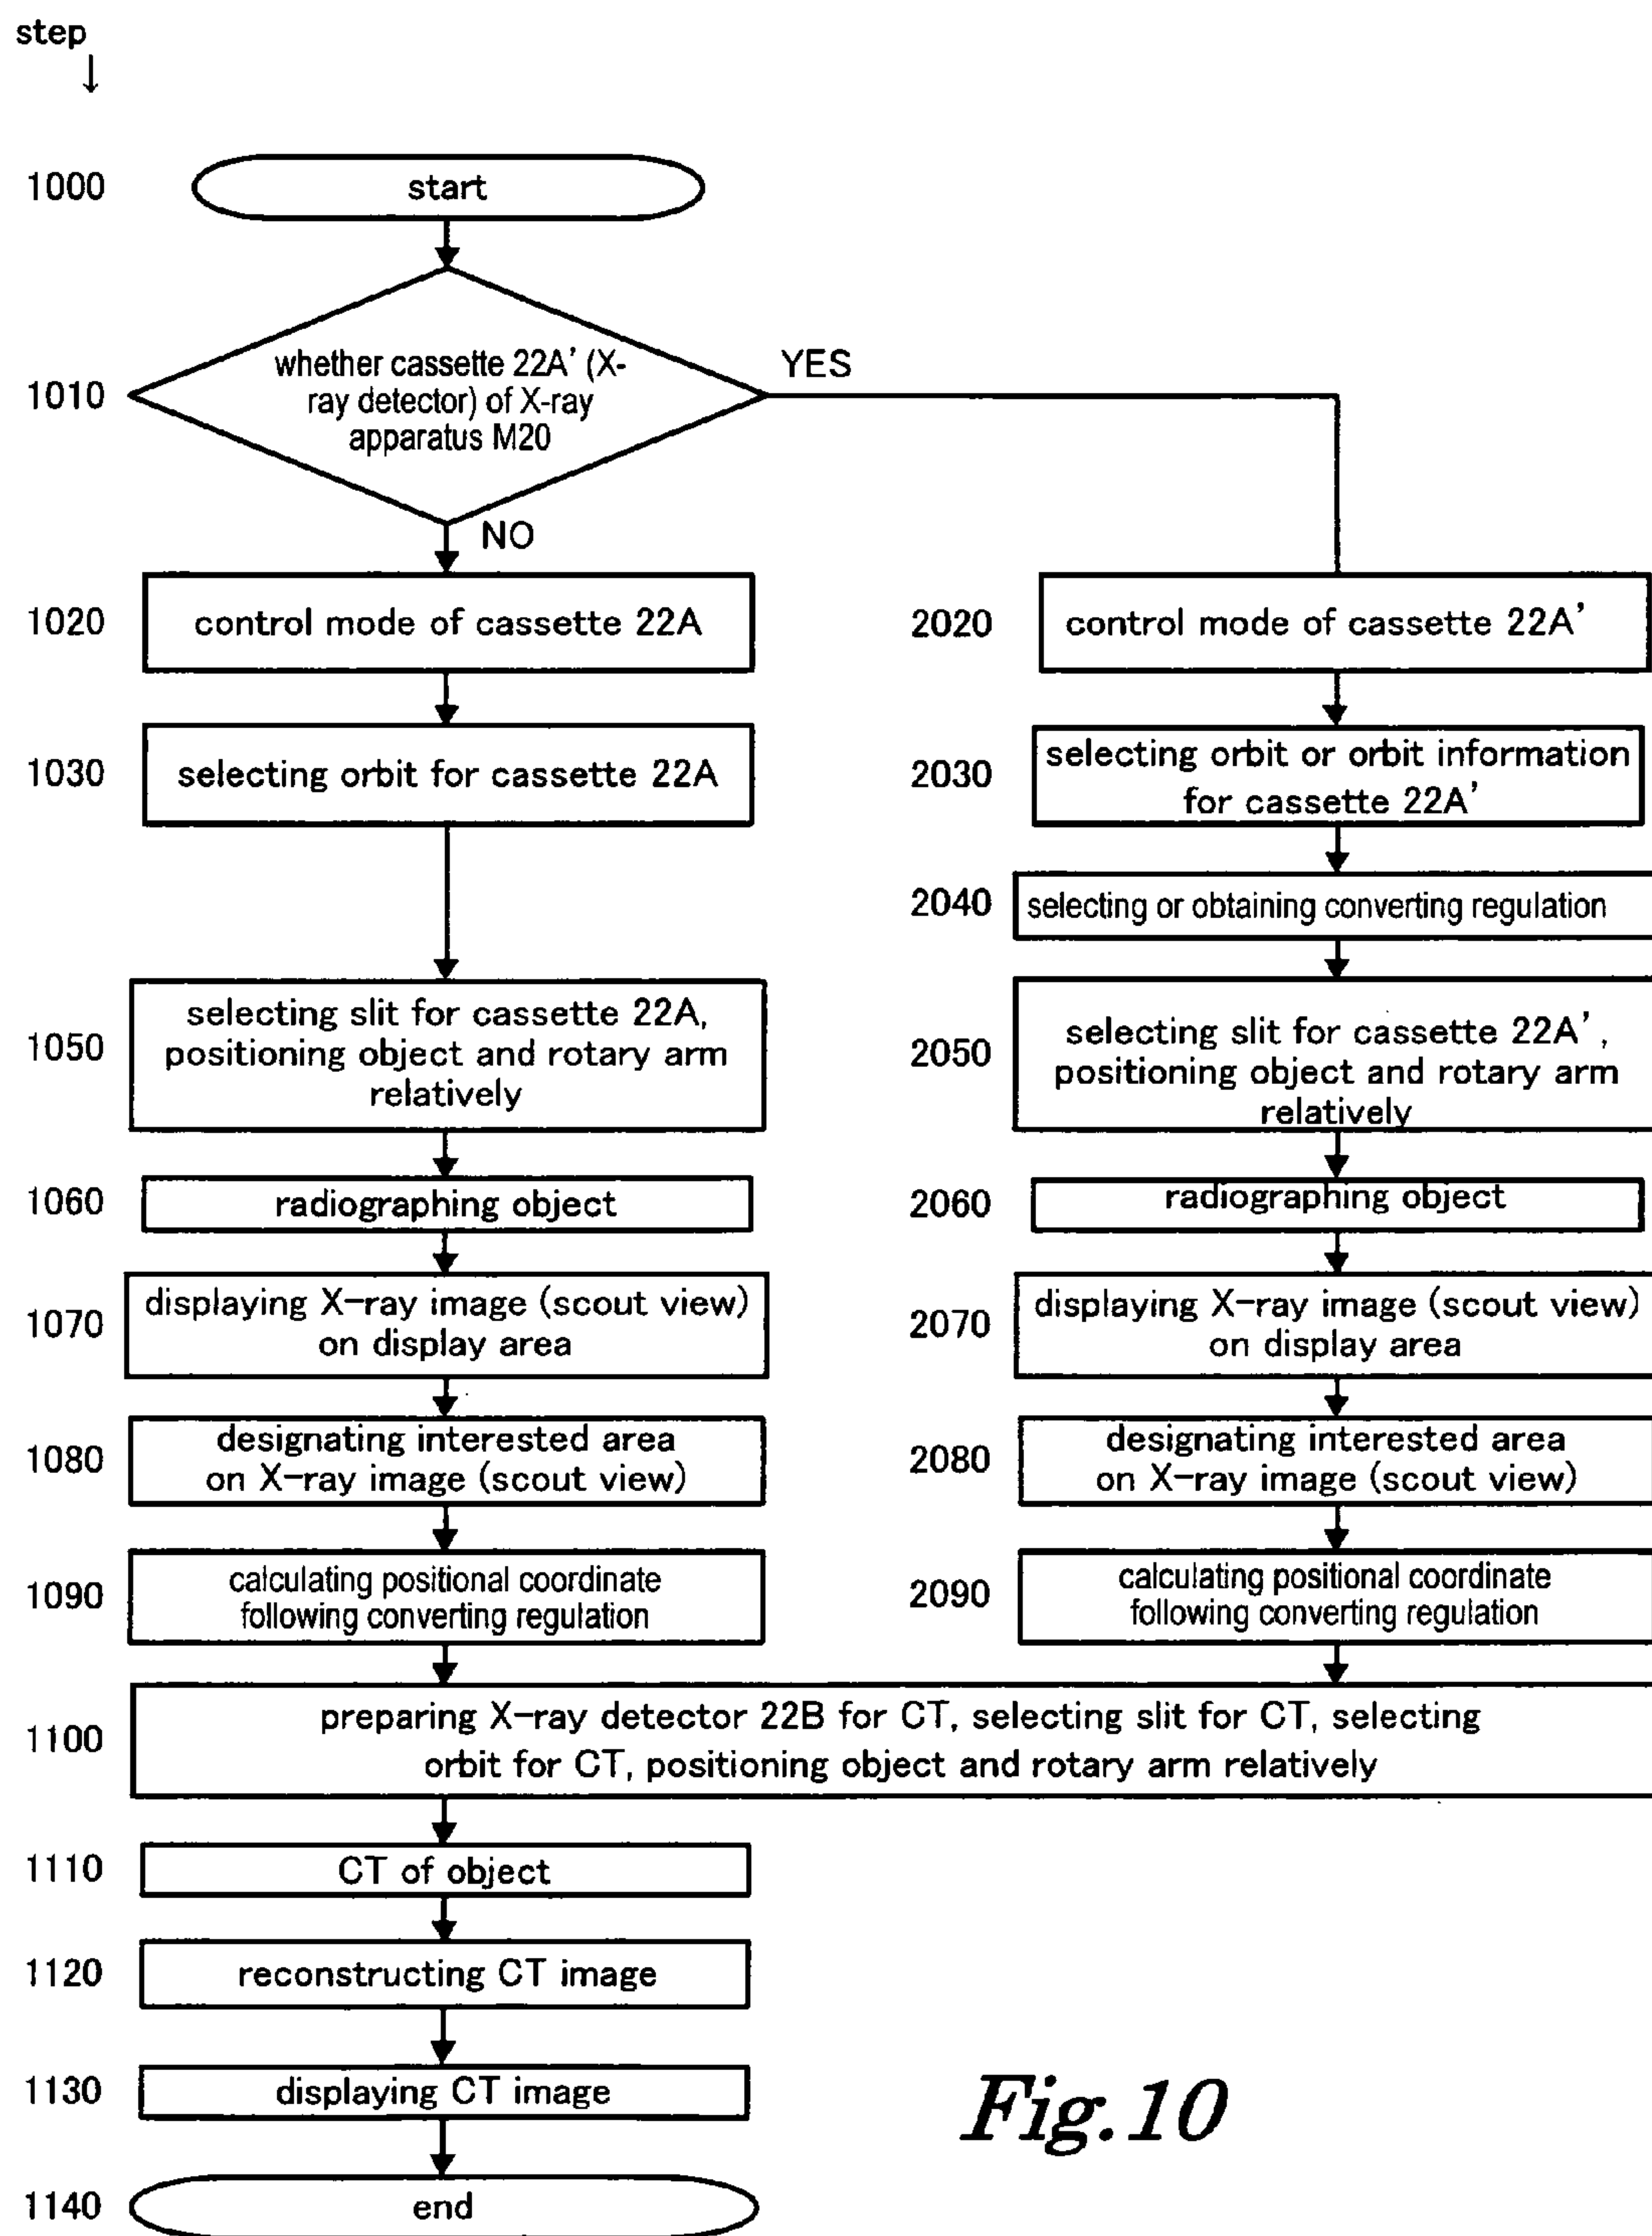 step
↓
1000
start
1010
whether cassette 22A' (X-
ray detector) of X-ray
apparatus M20
YES
NO
1020
control mode of cassette 22A
2020
control mode of cassette 22A'
1030
selecting orbit for cassette 22A
2030
selecting orbit or orbit information
for cassette 22A'
2040
selecting or obtaining converting regulation
1050
selecting slit for cassette 22A,
positioning object and rotary arm
relatively
2050
selecting slit for cassette 22A',
positioning object and rotary arm
relatively
1060
radiographing object
2060
radiographing object
1070
displaying X-ray image (scout view)
on display area
2070
displaying X-ray image (scout view)
on display area
1080
designating interested area
on X-ray image (scout view)
2080
designating interested area
on X-ray image (scout view)
1090
calculating positional coordinate
following converting regulation
2090
calculating positional coordinate
following converting regulation
1100
preparing X-ray detector 22B for CT, selecting slit for CT, selecting
orbit for CT, positioning object and rotary arm relatively
1110
CT of object
1120
reconstructing CT image
1130
displaying CT image
1140
end
Fig.10